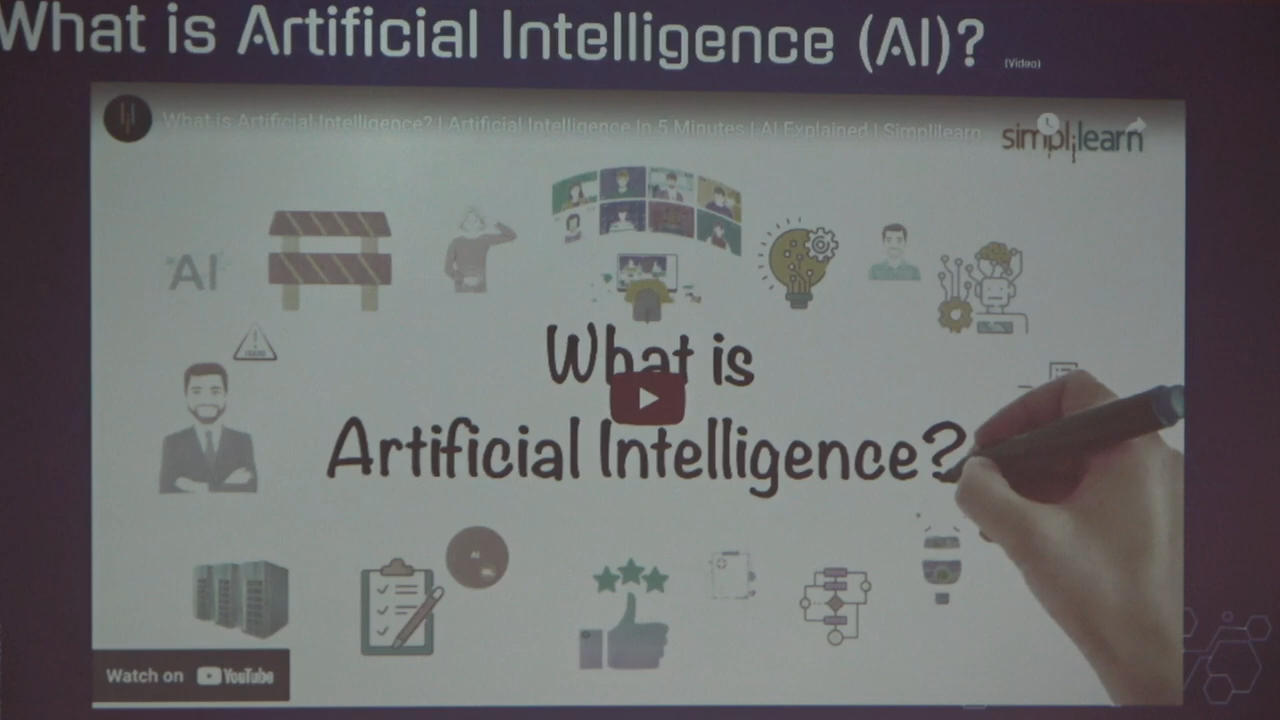 What is Artificial Intelligence (AI)?
(Video)
What is Artificial Intelligence? | Artificial Intelligence In 5 Minutes | AI Explained | Simplilearn
simplilearn
AI
What is
Artificial Intelligence?
AI
Watch on YouTube